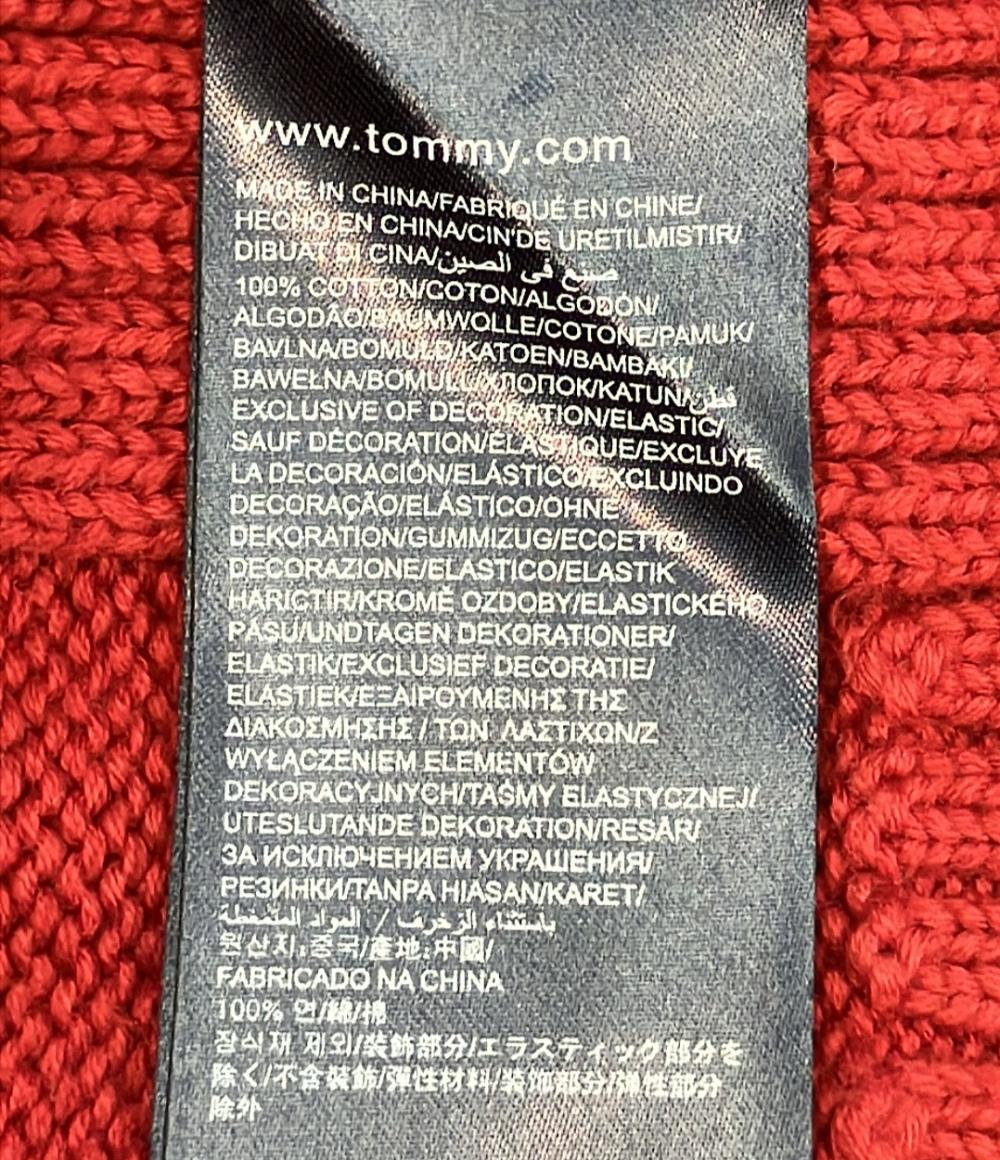 www.tommy.com
MADE IN CHINA/FABRIQUÉ EN CHINE/
HECHO EN CHINA/CIN'DE URETILMISTIR/
DIBUAT DI CINA/صنع في الصين
100% COTTON/COTON/ALGODÓN/
ALGODÃO/BAUMWOLLE/COTONE/PAMUK/
BAVLNA/BOMULD/KATOEN/BAMBAKI/
BAWEŁNA/BOMULL/ХЛОПОК/KATUN/قطن
EXCLUSIVE OF DECORATION/ELASTIC/
SAUF DÉCORATION/ÉLASTIQUE/EXCLUYE
LA DECORACIÓN/ELÁSTICO/EXCLUINDO
DECORAÇÃO/ELÁSTICO/OHNE
DEKORATION/GUMMIZUG/ECCETTO
DECORAZIONE/ELASTICO/ELASTIK
HARICTIR/KROMĚ OZDOBY/ELASTICKÉHO
PÁSU/UNDTAGEN DEKORATIONER/
ELASTIK/EXCLUSIEF DECORATIE/
ELASTIEK/ΕΞΑΙΡΟΥΜΕΝΗΣ ΤΗΣ
ΔΙΑΚΟΣΜΗΣΗΣ / ΤΩΝ ΛΑΣΤΙΧΩΝ/Z
WYŁĄCZENIEM ELEMENTÓW
DEKORACYJNYCH/TAŚMY ELASTYCZNEJ/
UTESLUTANDE DEKORATION/RESÅR/
ЗА ИСКЛЮЧЕНИЕМ УКРАШЕНИЯ/
РЕЗИНКИ/TANPA HIASAN/KARET/
باستثناء الزخرف / المواد المتمغطة
원산지:중국/產地:中國/
FABRICADO NA CHINA
100% 면/綿/棉
장식재 제외/装飾部分/エラスティック部分を
除く/不含裝飾/彈性材料/装饰部分/弹性部分
除外